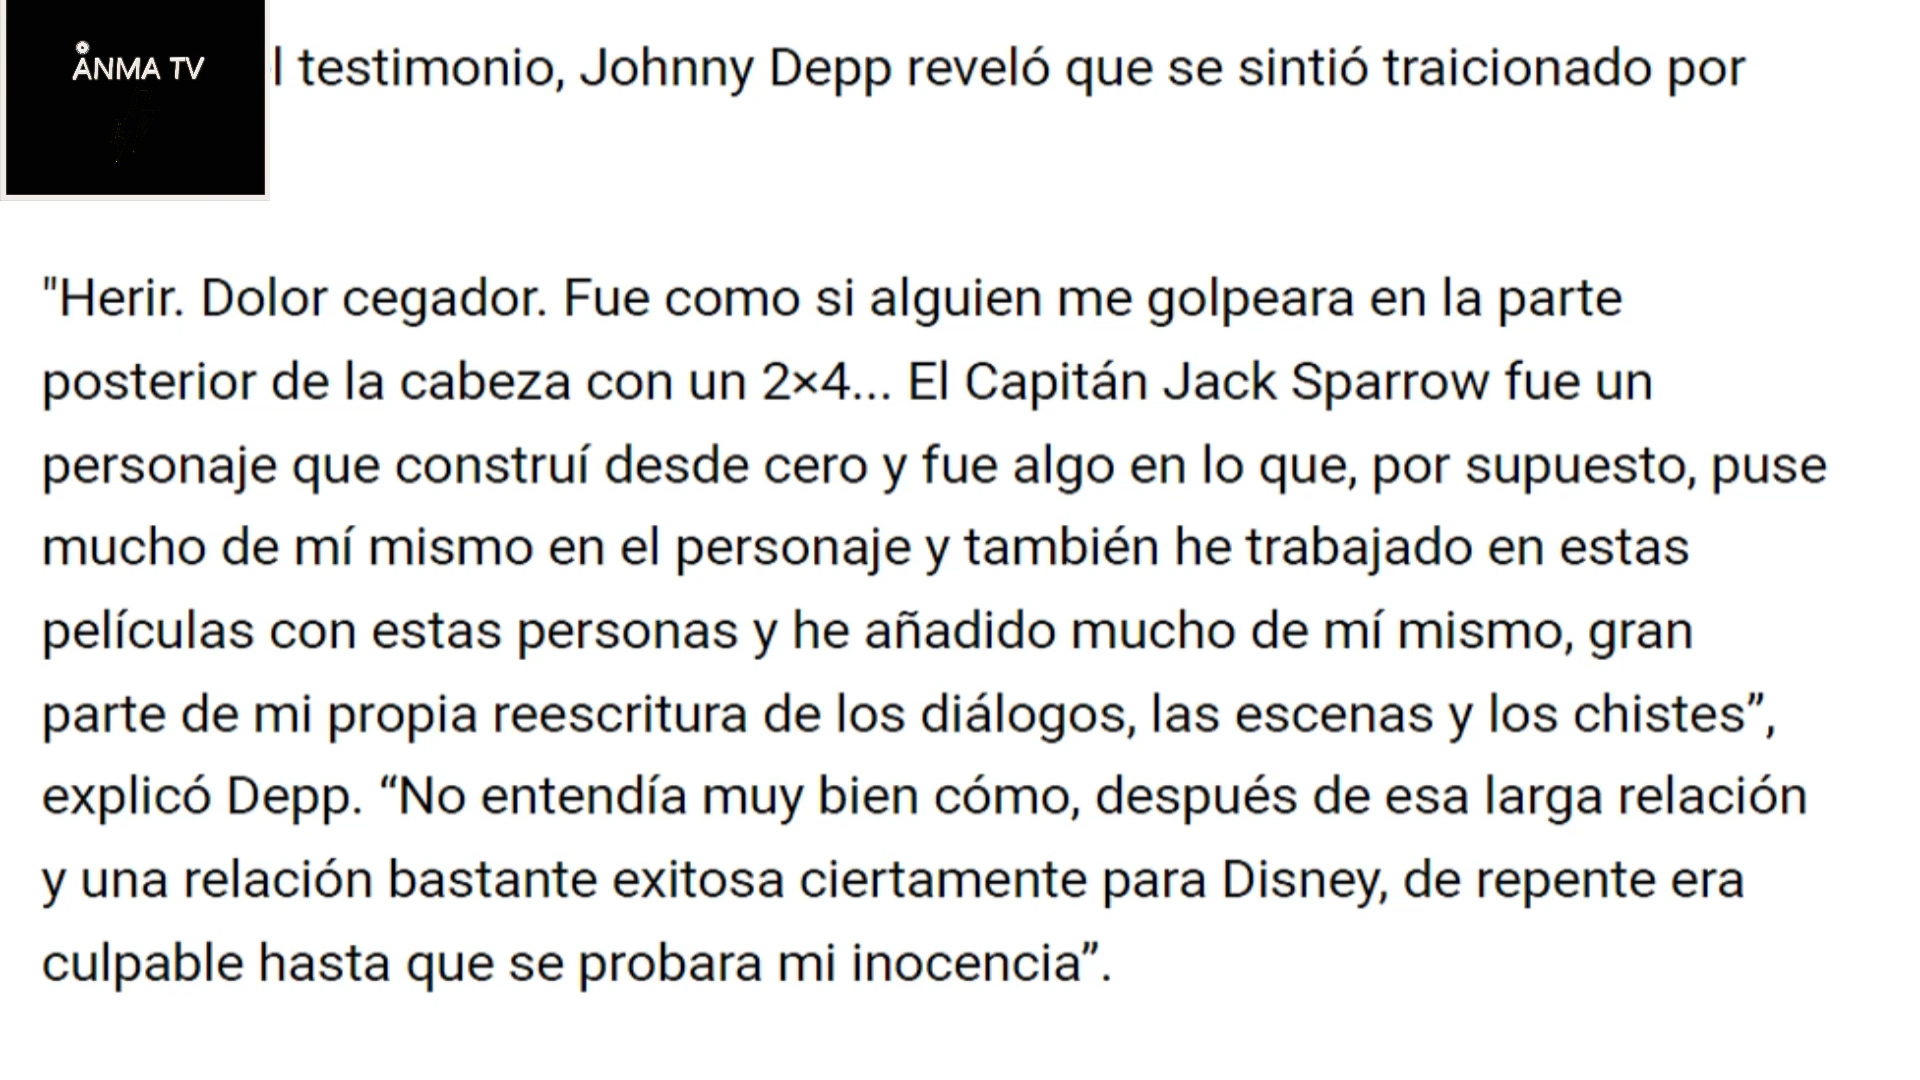 ANMA TV
l testimonio, Johnny Depp reveló que se sintió traicionado por
"Herir. Dolor cegador. Fue como si alguien me golpeara en la parte
posterior de la cabeza con un 2×4... El Capitán Jack Sparrow fue un
personaje que construí desde cero y fue algo en lo que, por supuesto, puse
mucho de mí mismo en el personaje y también he trabajado en estas
películas con estas personas y he añadido mucho de mí mismo, gran
parte de mi propia reescritura de los diálogos, las escenas y los chistes”,
explicó Depp. “No entendía muy bien cómo, después de esa larga relación
y una relación bastante exitosa ciertamente para Disney, de repente era
culpable hasta que se probara mi inocencia”.